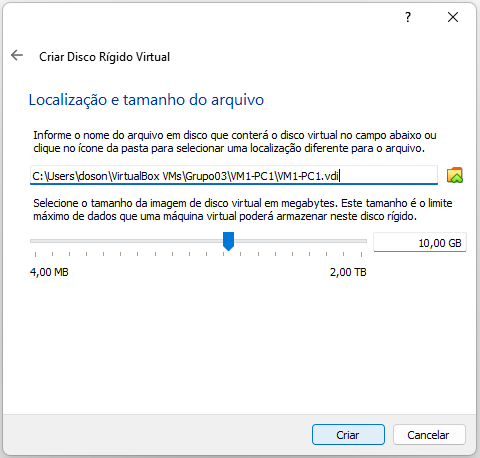 ?
Criar Disco Rígido Virtual
Localização e tamanho do arquivo
Informe o nome do arquivo em disco que conterá o disco virtual no campo abaixo ou
clique no ícone da pasta para selecionar uma localização diferente para o arquivo.
C:\Users\doson\VirtualBox VMs\Grupo03\VM1-PC1\VM1-PC1.vdi
Selecione o tamanho da imagem de disco virtual em megabytes. Este tamanho é o limite
máximo de dados que uma máquina virtual poderá armazenar neste disco rígido.
10,00 GB
4,00 MB 2,00 TB
Criar Cancelar